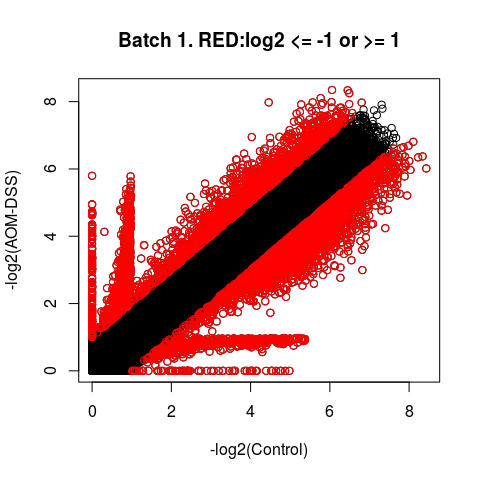 Batch 1. RED:log2 <= -1 or >= 1
-log2(AOM-DSS)
8
6
4
2
0
0 2 4 6 8
-log2(Control)